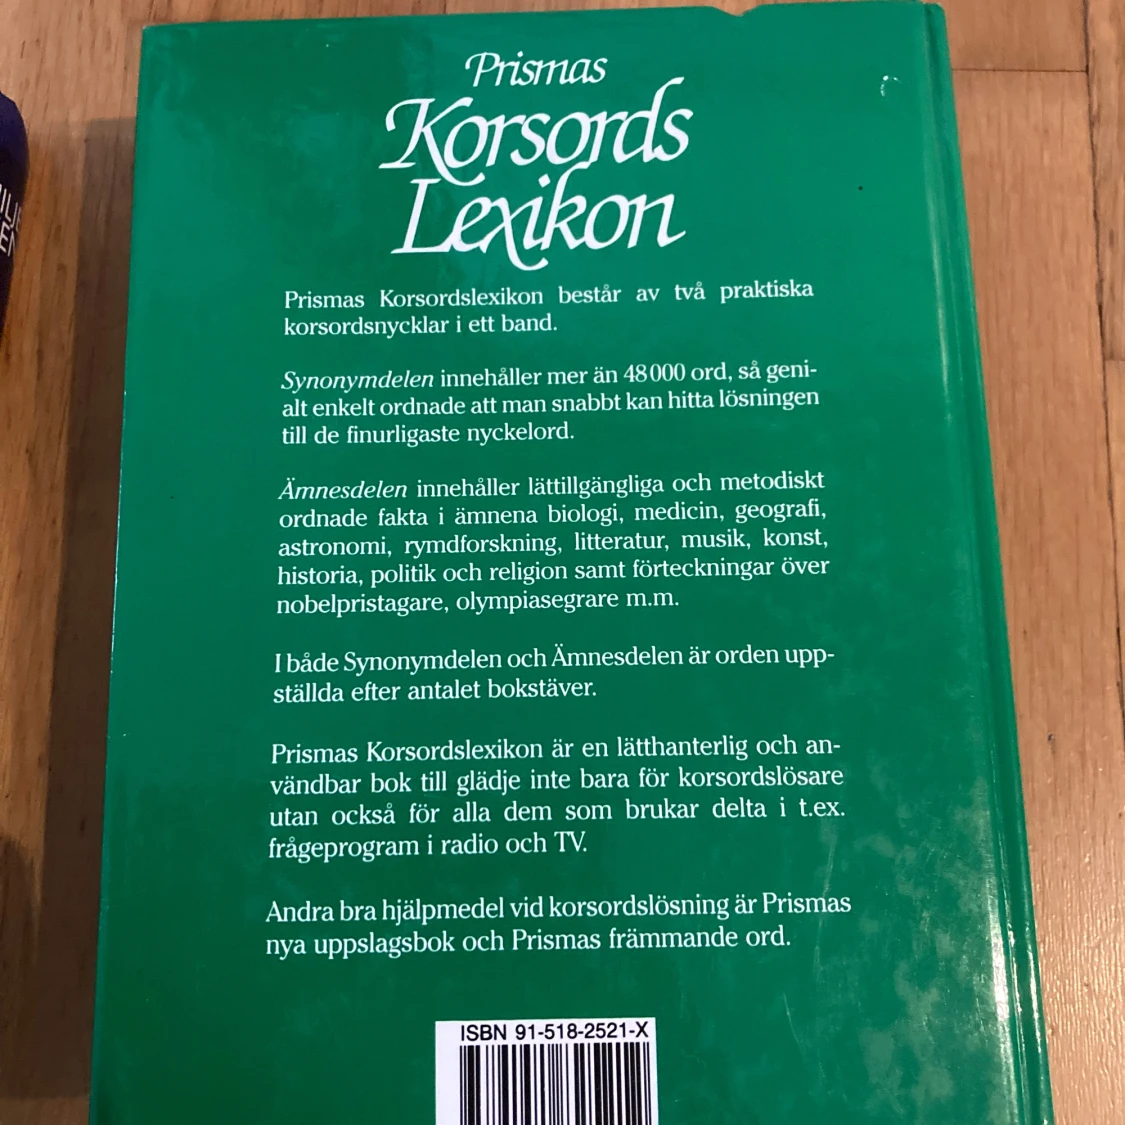 Prismas
Korsords
Lexikon
Prismas Korsordslexikon består av två praktiska
korsordsnycklar i ett band.
Synonymdelen innehåller mer än 48000 ord, så geni-
alt enkelt ordnade att man snabbt kan hitta lösningen
till de finurligaste nyckelord.
Ämnesdelen innehåller lättillgängliga och metodiskt
ordnade fakta i ämnena biologi, medicin, geografi,
astronomi, rymdforskning, litteratur, musik, konst,
historia, politik och religion samt förteckningar över
nobelpristagare, olympiasegrare m.m.
I både Synonymdelen och Ämnesdelen är orden upp-
ställda efter antalet bokstäver.
Prismas Korsordslexikon är en lätthanterlig och an-
vändbar bok till glädje inte bara för korsordslösare
utan också för alla dem som brukar delta i t.ex.
frågeprogram i radio och TV.
Andra bra hjälpmedel vid korsordslösning är Prismas
nya uppslagsbok och Prismas främmande ord.
ISBN 91-518-2521-X